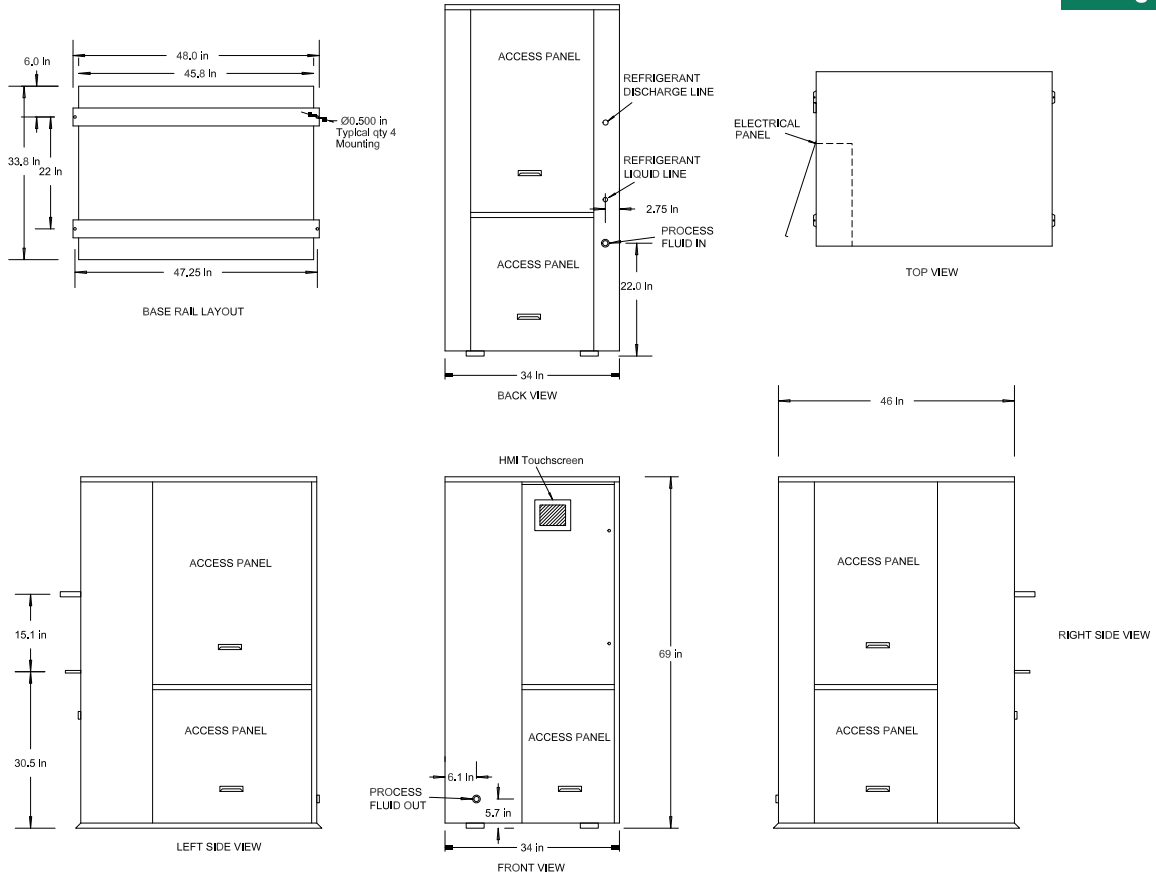 g
48.0 in
6.0 In
45.8 In
Ø0.500 in
Typical qty 4
Mounting
33.8 in
22 in
47.25 In
BASE RAIL LAYOUT
ACCESS PANEL
REFRIGERANT
DISCHARGE LINE
REFRIGERANT
LIQUID LINE
2.75 In
PROCESS
FLUID IN
ACCESS PANEL
22.0 In
34 In
BACK VIEW
ELECTRICAL
PANEL
TOP VIEW
15.1 in
30.5 in
ACCESS PANEL
ACCESS PANEL
LEFT SIDE VIEW
HMI Touchscreen
69 in
ACCESS PANEL
6.1 In
PROCESS
FLUID OUT
5.7 in
34 in
FRONT VIEW
46 In
ACCESS PANEL
ACCESS PANEL
RIGHT SIDE VIEW